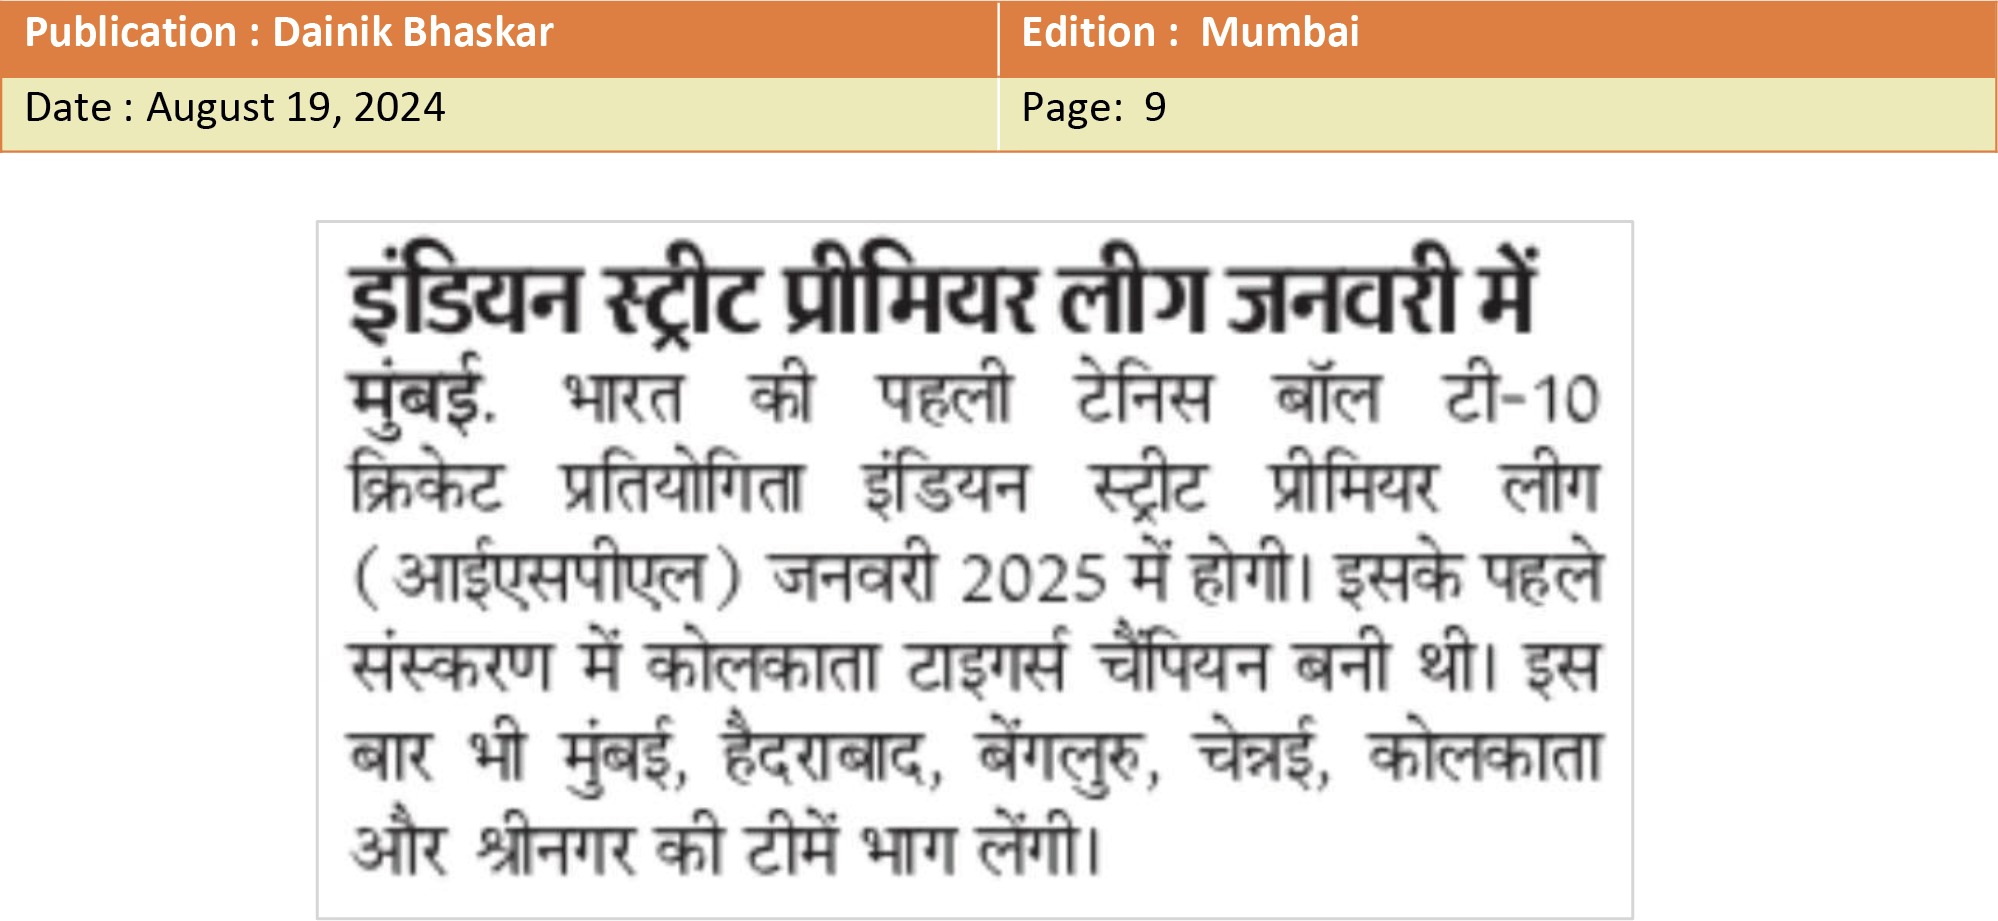 Publication : Dainik Bhaskar
Edition : Mumbai
Date : August 19, 2024
Page: 9
इंडियन स्ट्रीट प्रीमियर लीग जनवरी में
मुंबई. भारत की पहली टेनिस बॉल टी-10
क्रिकेट प्रतियोगिता इंडियन स्ट्रीट प्रीमियर लीग
(आईएसपीएल) जनवरी 2025 में होगी। इसके पहले
संस्करण में कोलकाता टाइगर्स चैंपियन बनी थी। इस
बार भी मुंबई, हैदराबाद, बेंगलुरु, चेन्नई, कोलकाता
और श्रीनगर की टीमें भाग लेंगी।